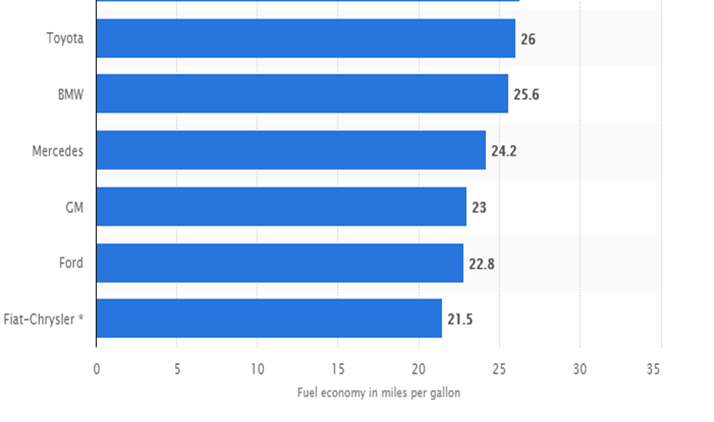 Toyota 26
BMW 25.6
Mercedes 24.2
GM 23
Ford 22.8
Fiat-Chrysler * 21.5
0 5 10 15 20 25 30 35
Fuel economy in miles per gallon